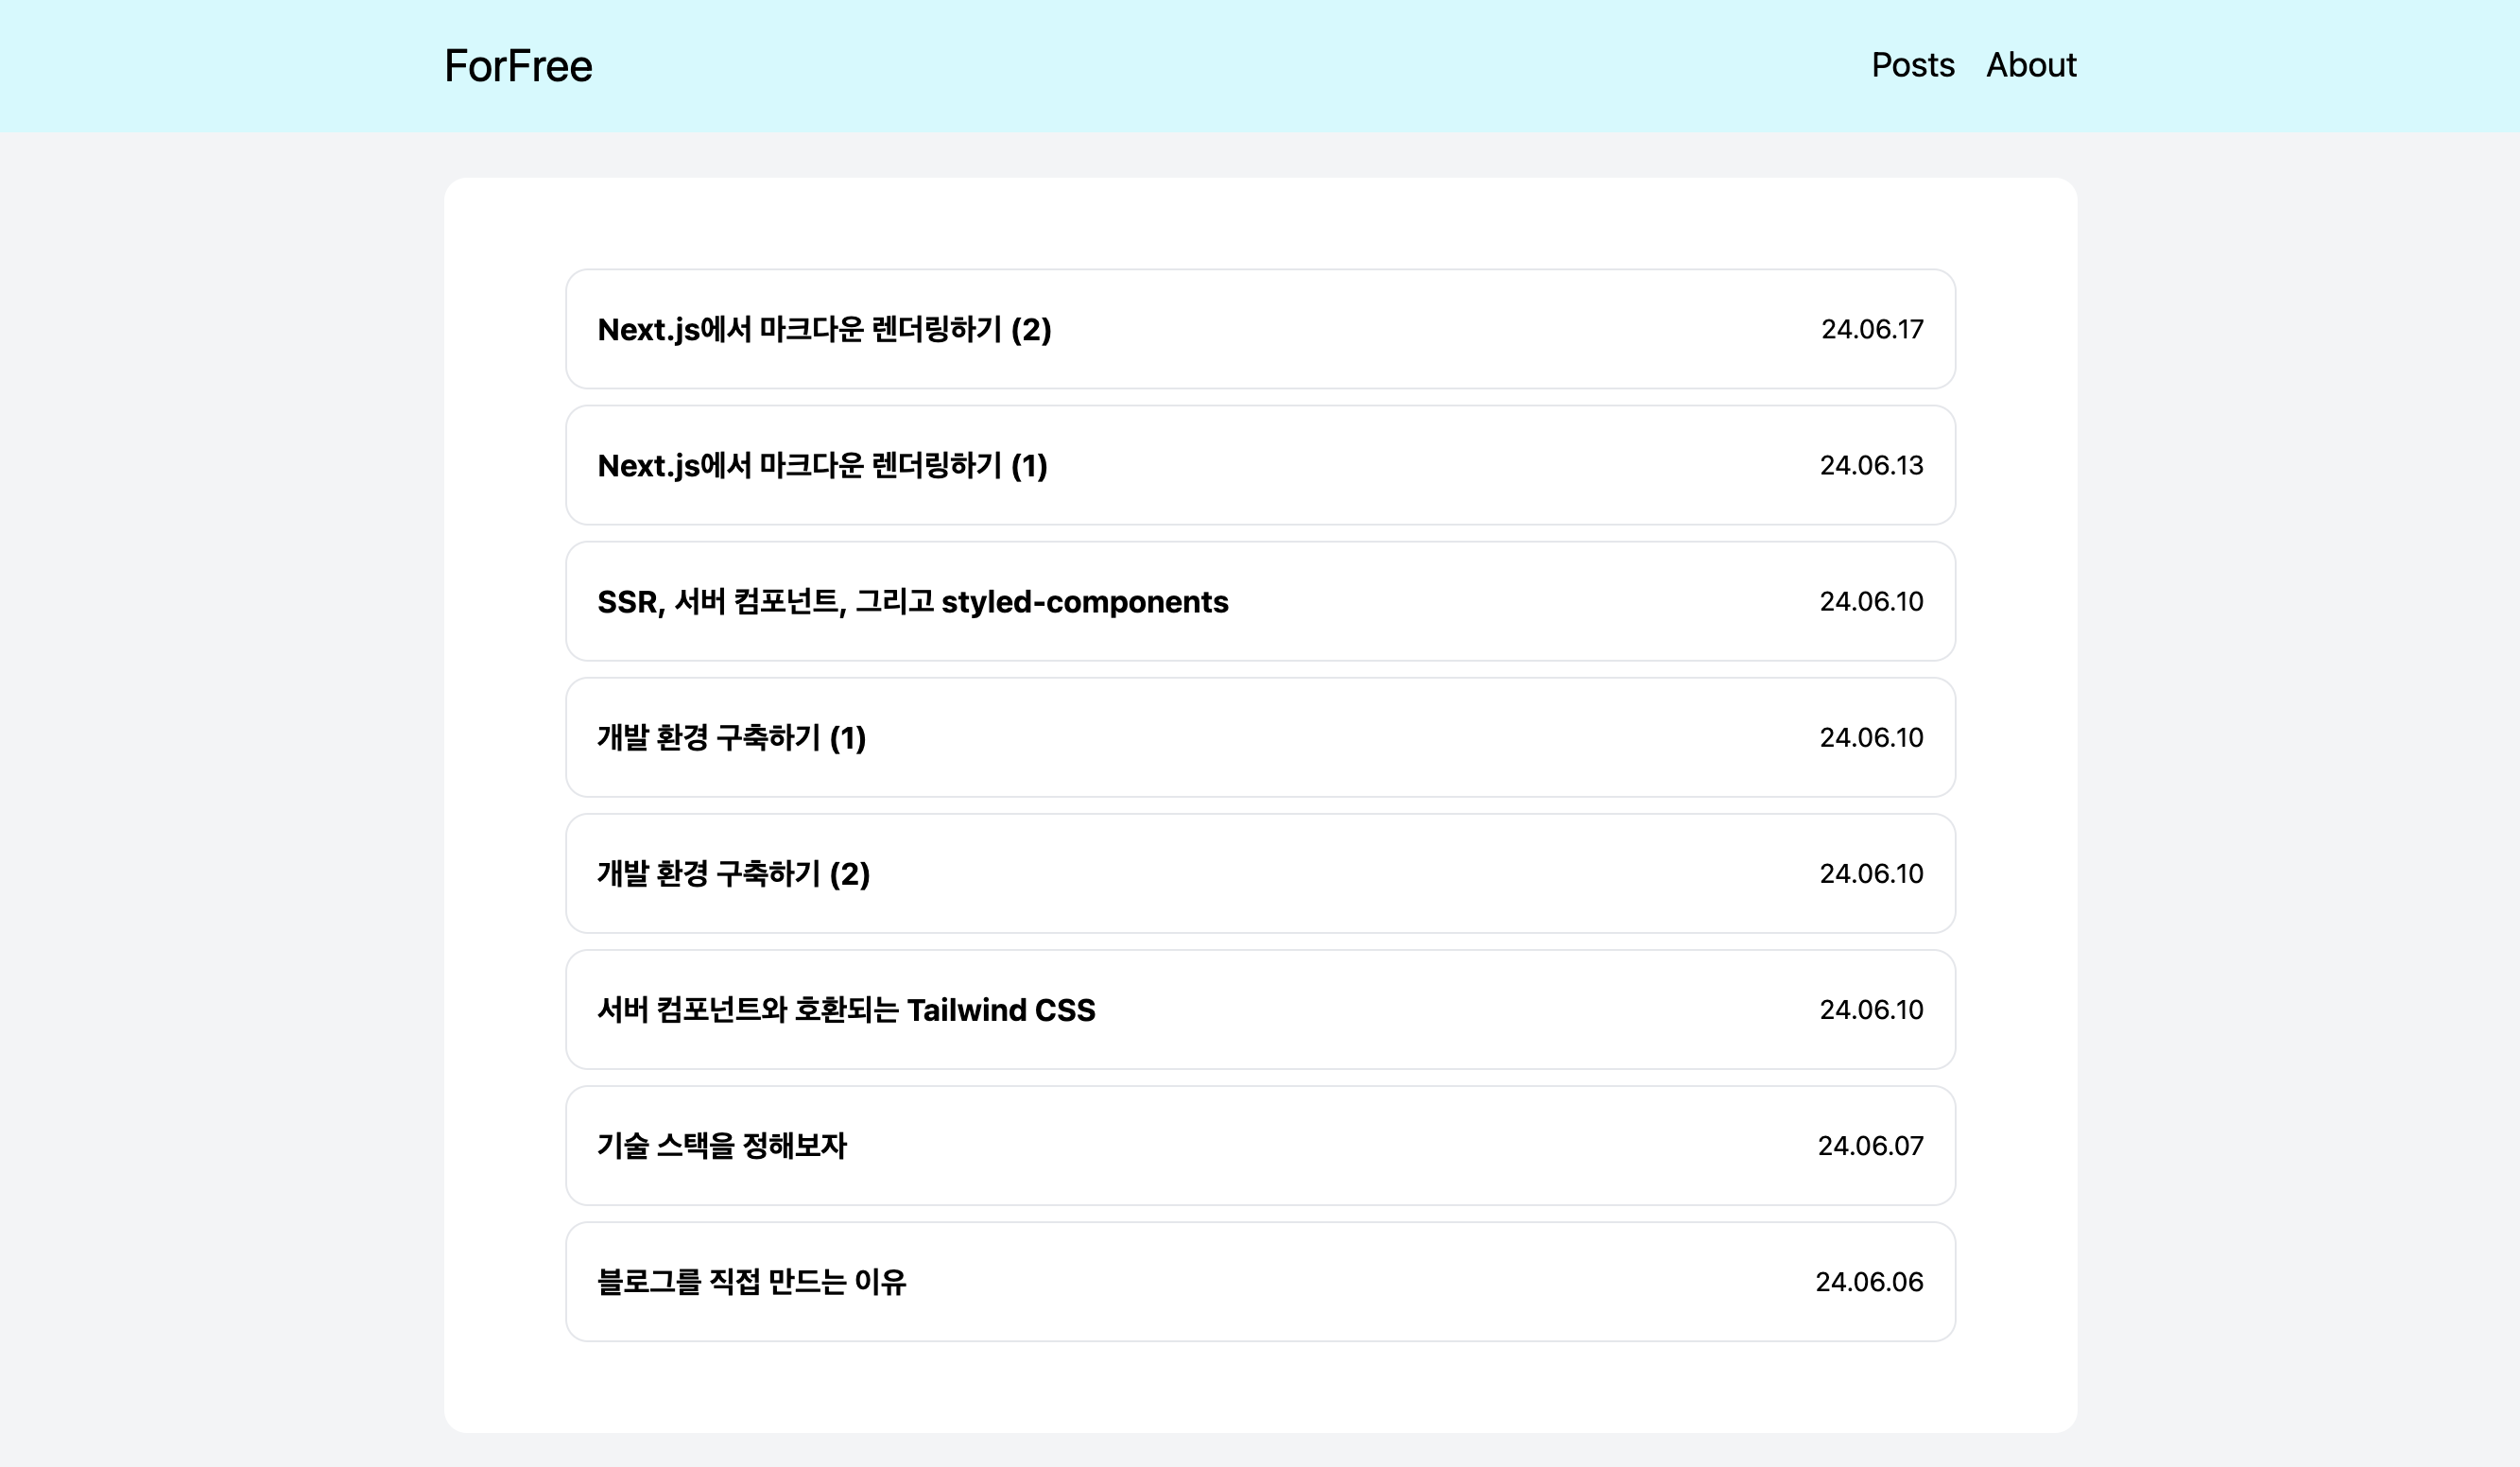 ForFree
Posts About
Next.js에서 마크다운 렌더링하기 (2) 24.06.17
Next.js에서 마크다운 렌더링하기 (1) 24.06.13
SSR, 서버 컴포넌트, 그리고 styled-components 24.06.10
개발 환경 구축하기 (1) 24.06.10
개발 환경 구축하기 (2) 24.06.10
서버 컴포넌트와 호환되는 Tailwind CSS 24.06.10
기술 스택을 정해보자 24.06.07
블로그를 직접 만드는 이유 24.06.06